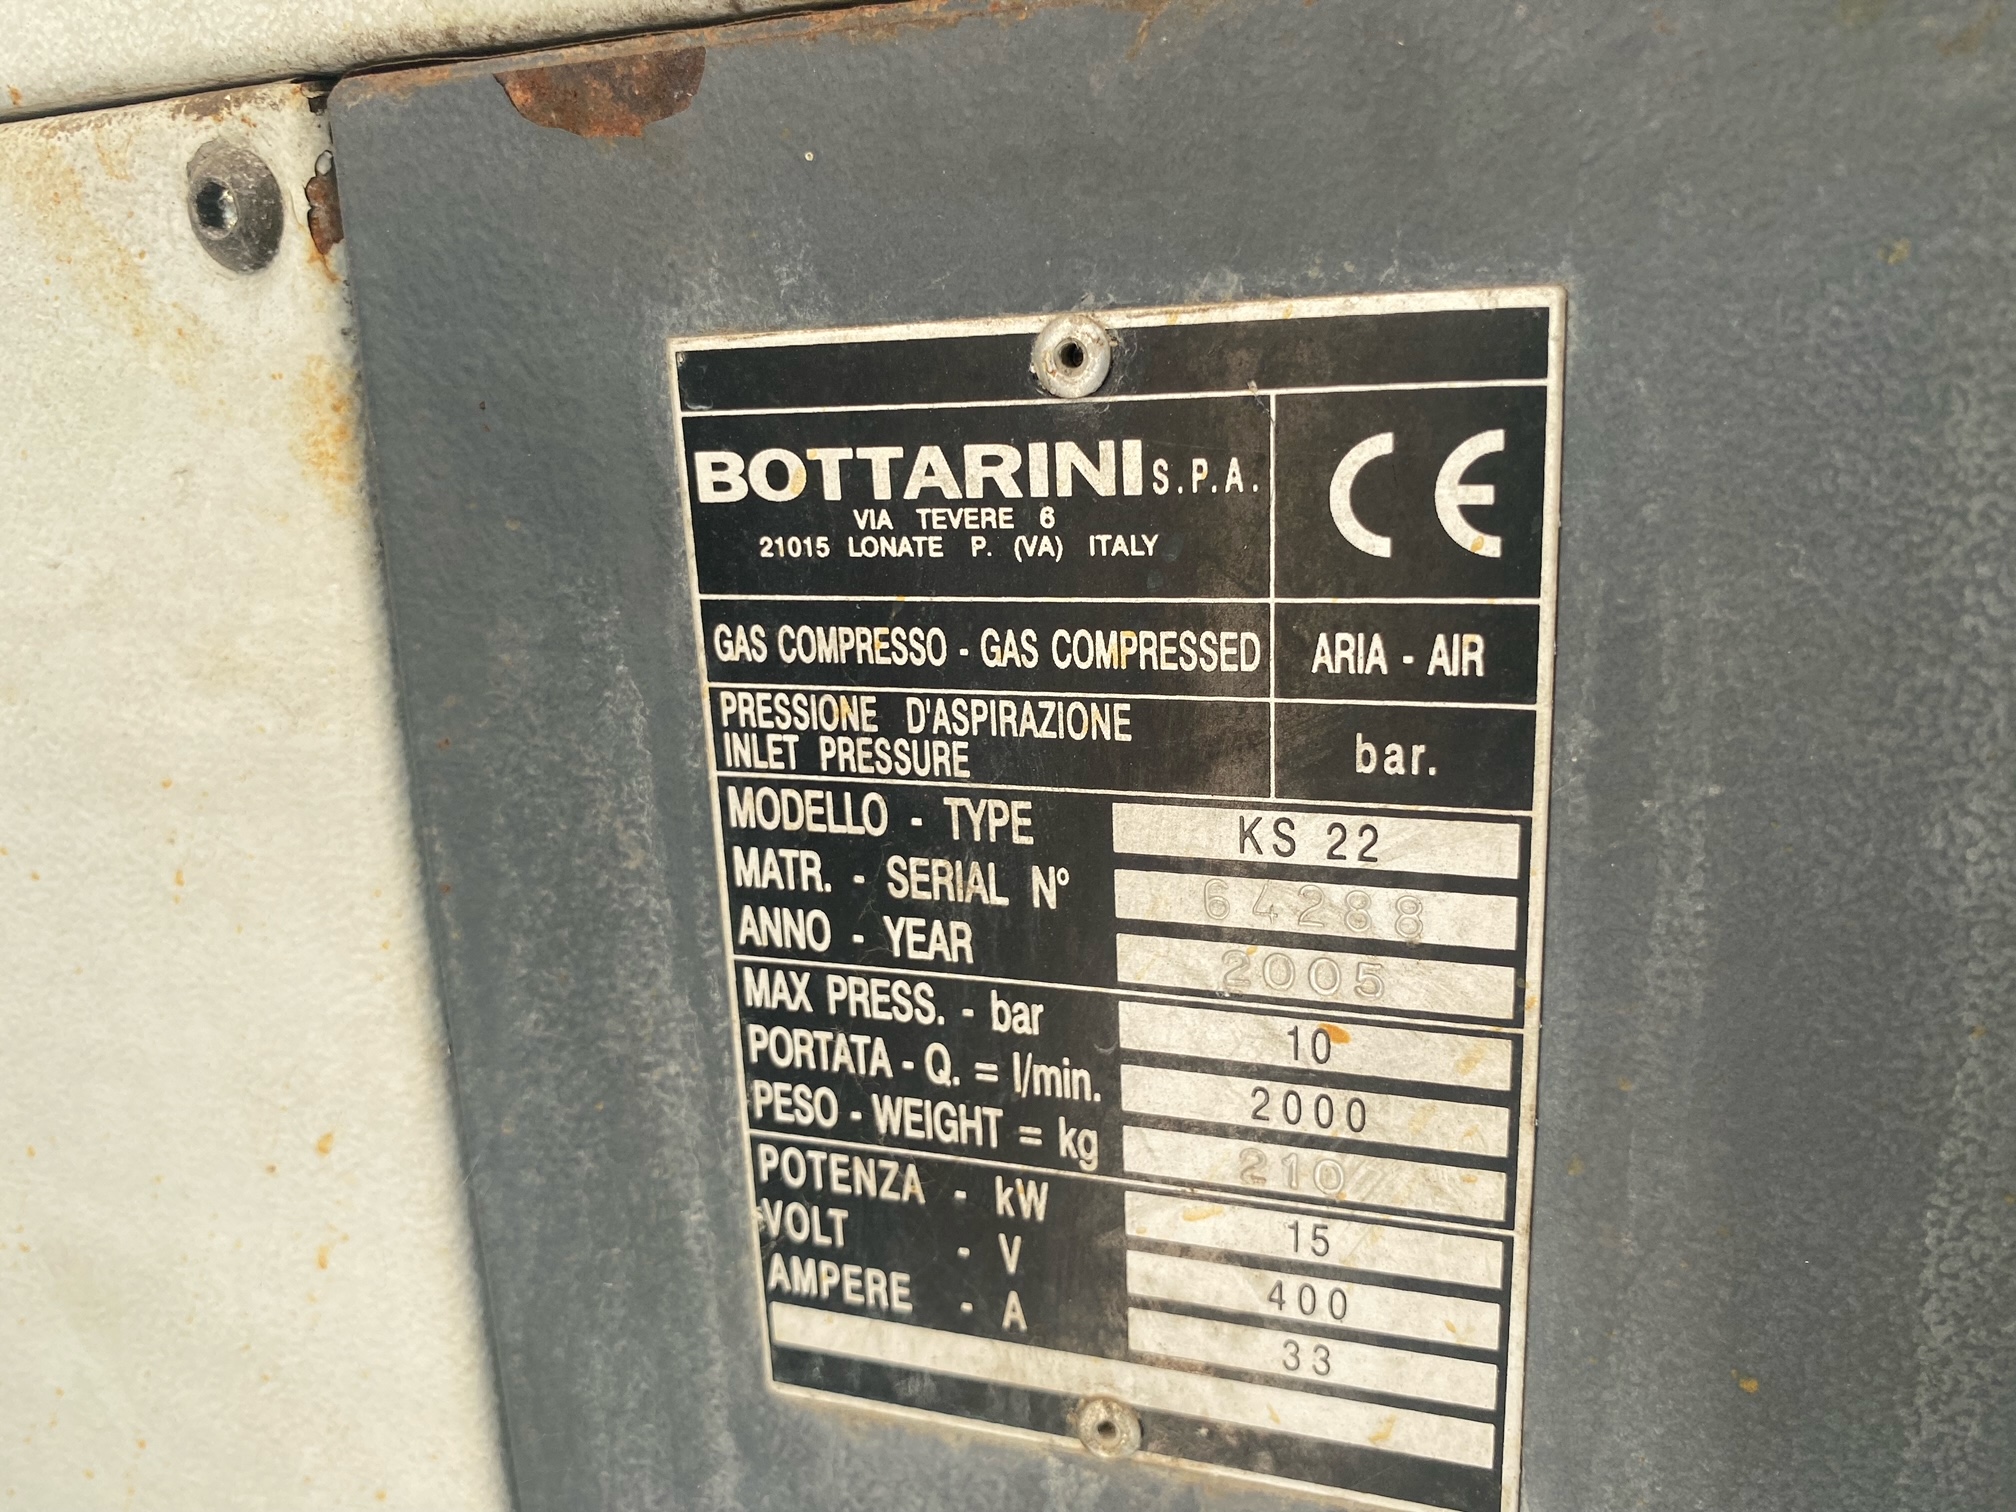 BOTTARINI S.P.A.
VIA TEVERE 6
21015 LONATE P. (VA) ITALY
CE
GAS COMPRESSO - GAS COMPRESSED ARIA - AIR
PRESSIONE D'ASPIRAZIONE
INLET PRESSURE bar.
MODELLO - TYPE KS 22
MATR. - SERIAL N° 64288
ANNO - YEAR 2005
MAX PRESS. - bar 10
PORTATA - Q. = l/min. 2000
PESO - WEIGHT = kg 210
POTENZA - kW 15
VOLT - V 400
AMPERE - A 33